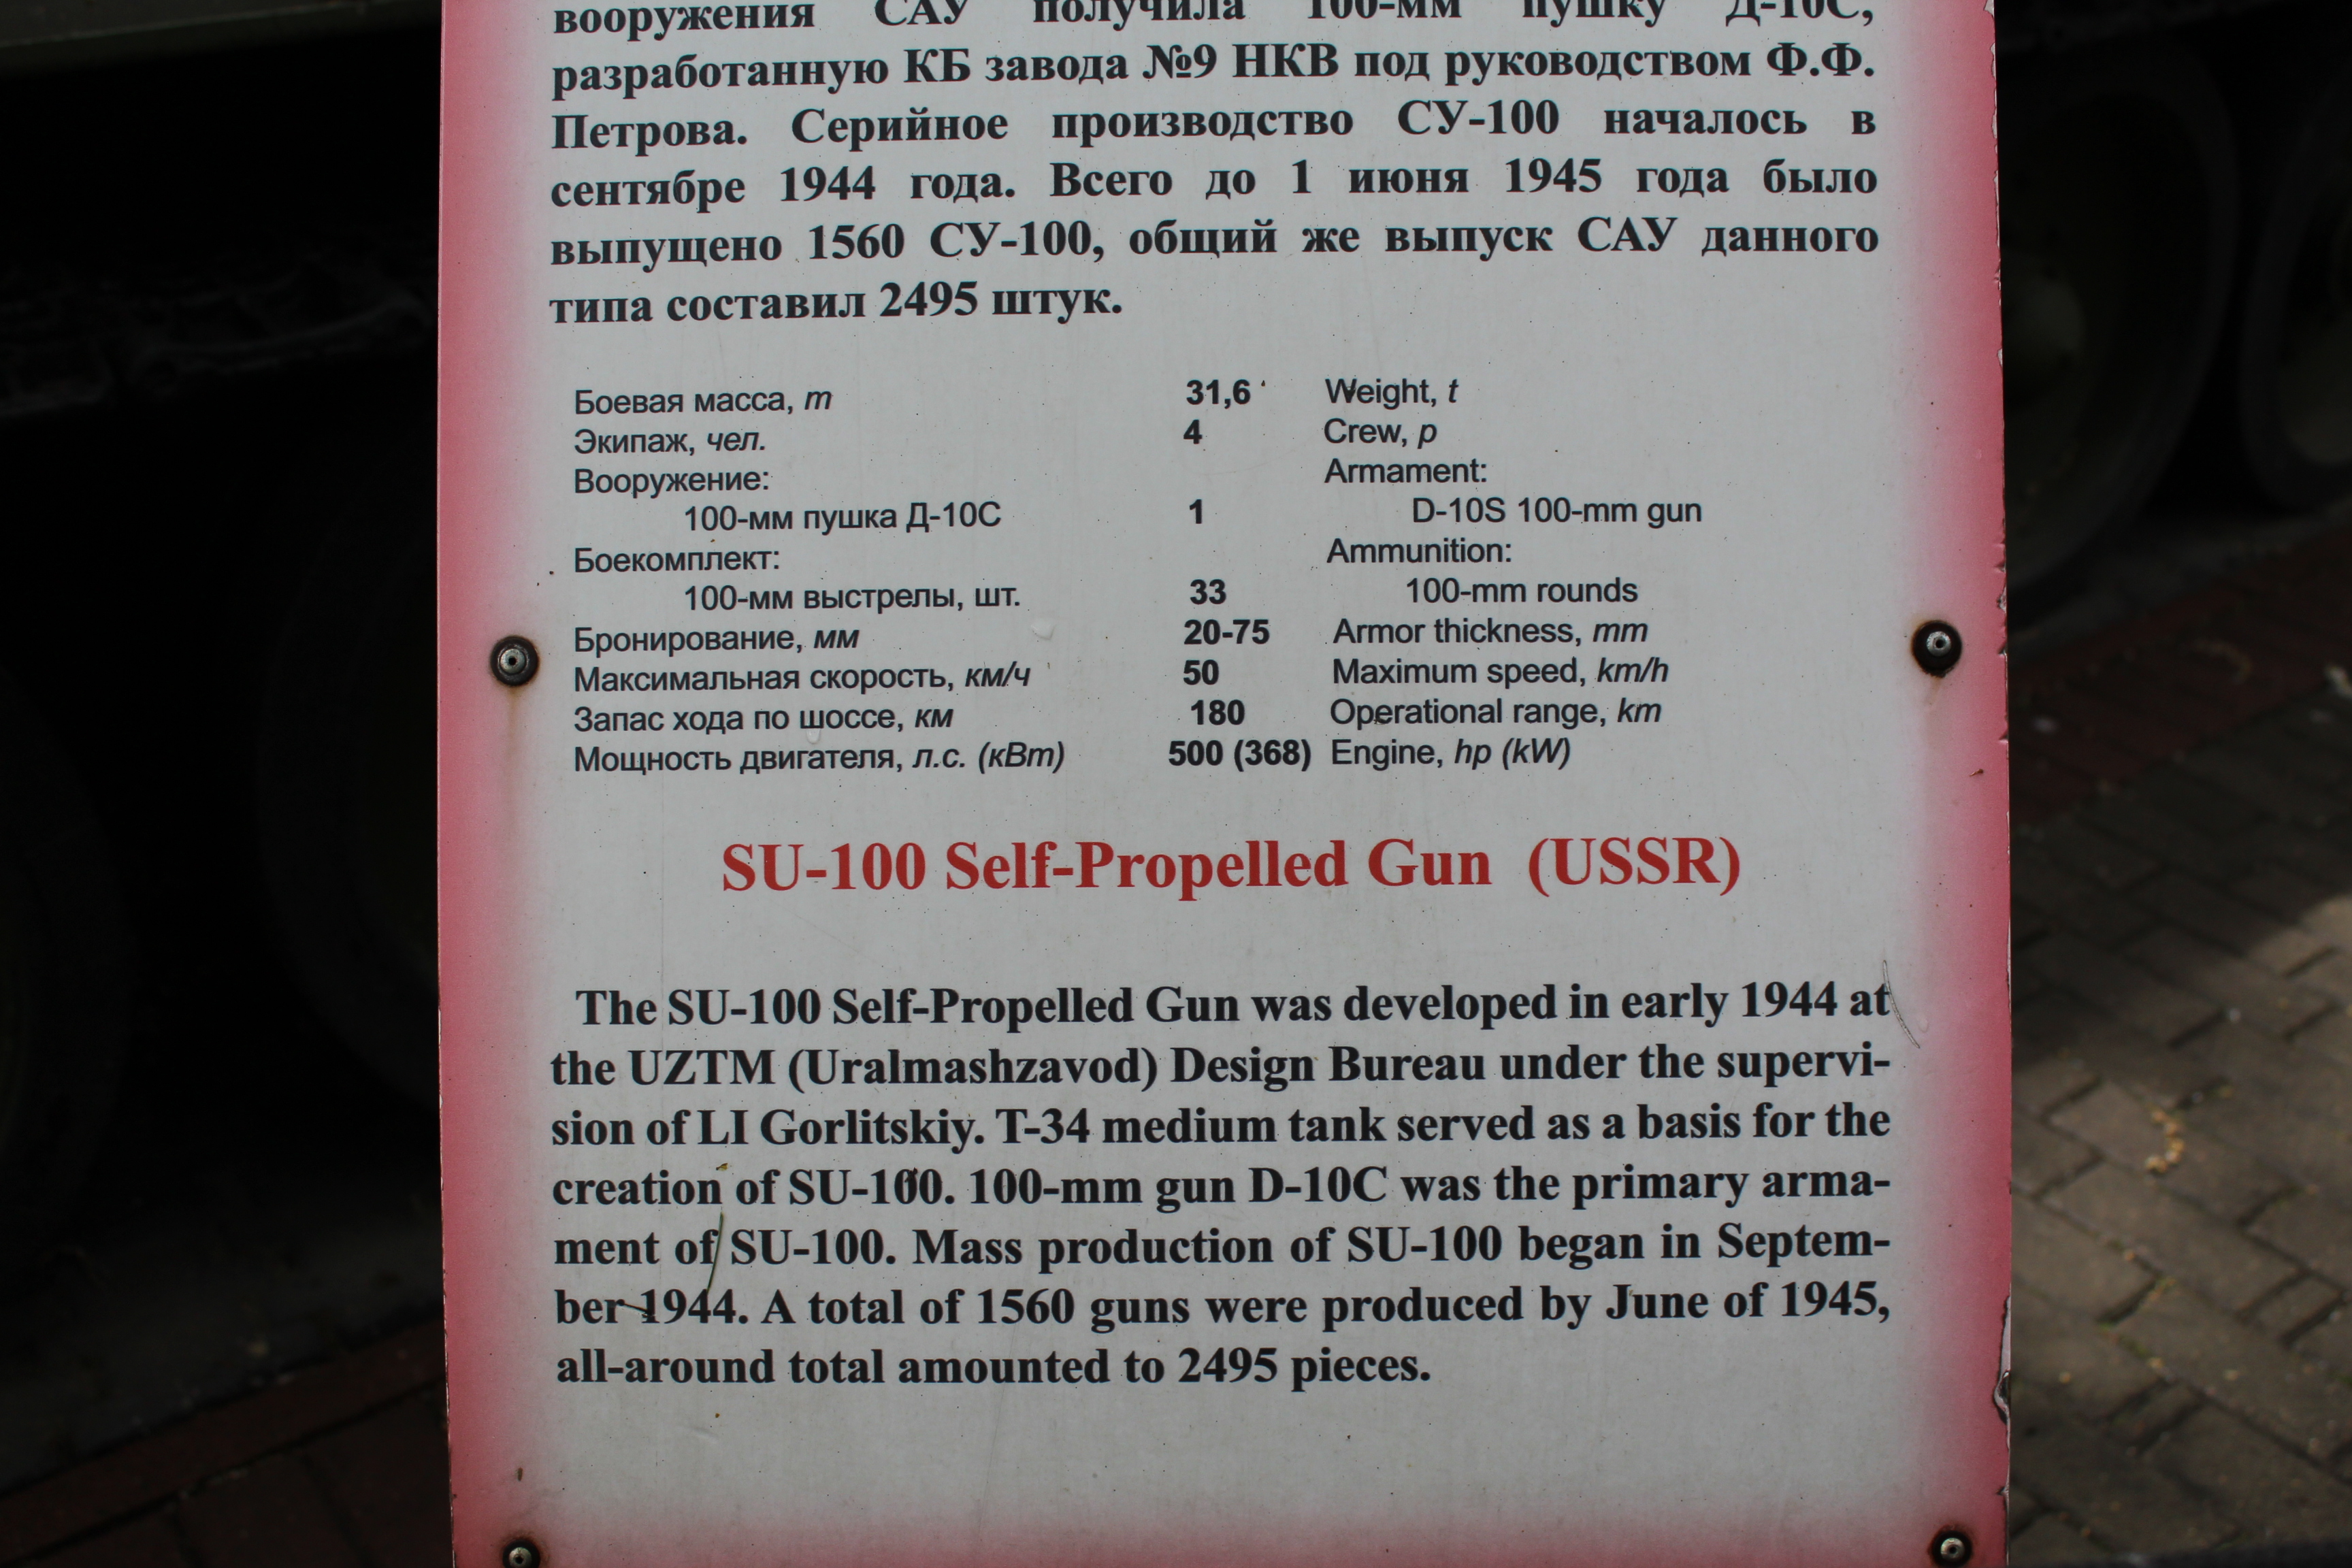 вооружения САУ получила 100-мм пушку Д-10С,
разработанную КБ завода №9 НКВ под руководством Ф.Ф.
Петрова. Серийное производство СУ-100 началось в
сентябре 1944 года. Всего до 1 июня 1945 года было
выпущено 1560 СУ-100, общий же выпуск САУ данного
типа составил 2495 штук.
Боевая масса, т 31,6 Weight, t
Экипаж, чел. 4 Crew, p
Вооружение: Armament:
100-мм пушка Д-10С 1 D-10S 100-mm gun
Боекомплект: Ammunition:
100-мм выстрелы, шт. 33 100-mm rounds
Бронирование, мм 20-75 Armor thickness, mm
Максимальная скорость, км/ч 50 Maximum speed, km/h
Запас хода по шоссе, км 180 Operational range, km
Мощность двигателя, л.с. (кВт) 500 (368) Engine, hp (kW)
SU-100 Self-Propelled Gun (USSR)
The SU-100 Self-Propelled Gun was developed in early 1944 at
the UZTM (Uralmashzavod) Design Bureau under the supervi-
sion of LI Gorlitskiy. T-34 medium tank served as a basis for the
creation of SU-100. 100-mm gun D-10C was the primary arma-
ment of SU-100. Mass production of SU-100 began in Septem-
ber 1944. A total of 1560 guns were produced by June of 1945,
all-around total amounted to 2495 pieces.